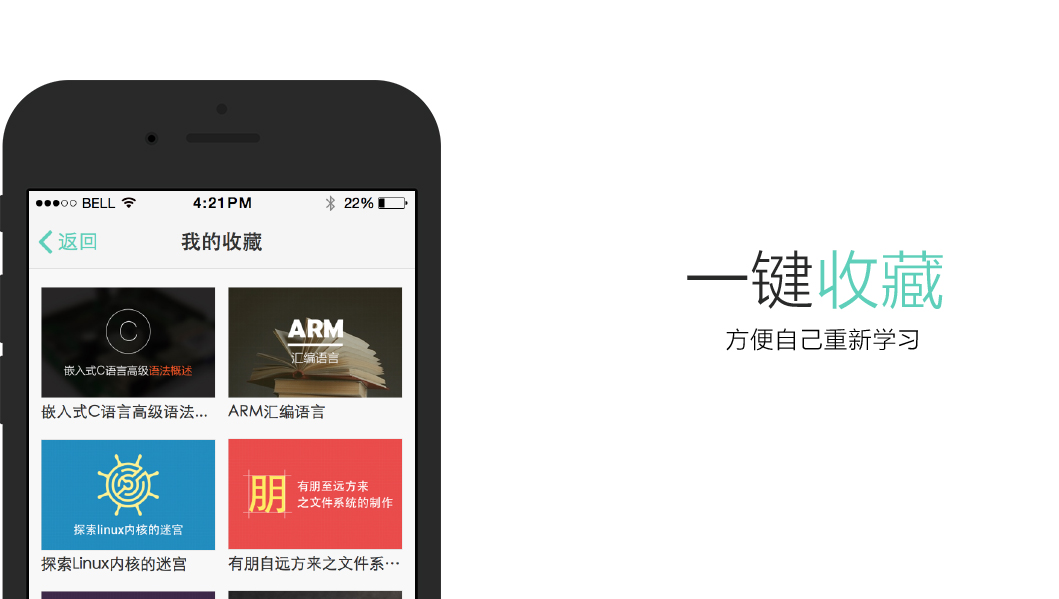 BELL
4:21PM
22%
返回
我的收藏
C
嵌入式C语言高级语法概述
ARM
汇编语言
嵌入式C语言高级语法...
ARM汇编语言
探索linux内核的迷宫
朋
有朋至远方来
之文件系统的制作
探索Linux内核的迷宫
有朋自远方来之文件系…
一键收藏
方便自己重新学习